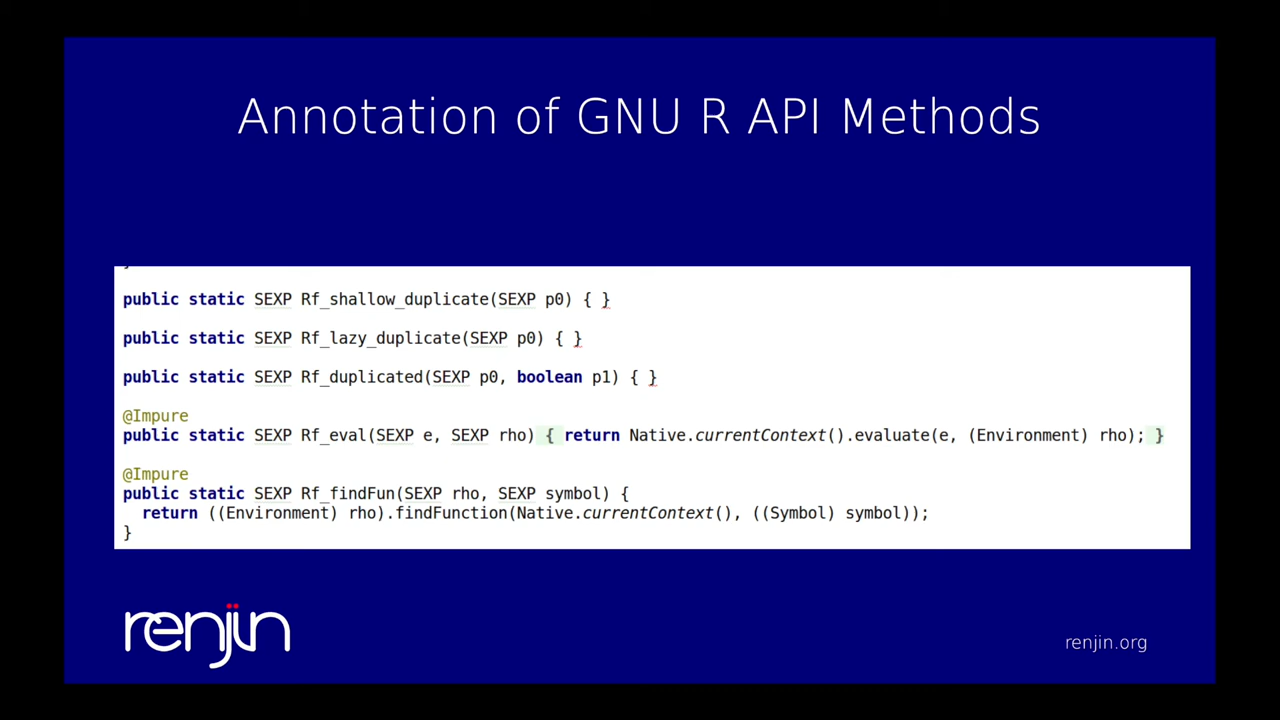 Annotation of GNU R API Methods
}
public static SEXP Rf_shallow_duplicate(SEXP p0) { }
public static SEXP Rf_lazy_duplicate(SEXP p0) { }
public static SEXP Rf_duplicated(SEXP p0, boolean p1) { }
@Impure
public static SEXP Rf_eval(SEXP e, SEXP rho) { return Native.currentContext().evaluate(e, (Environment) rho); }
@Impure
public static SEXP Rf_findFun(SEXP rho, SEXP symbol) {
return ((Environment) rho).findFunction(Native.currentContext(), ((Symbol) symbol));
}
renjin
renjin.org